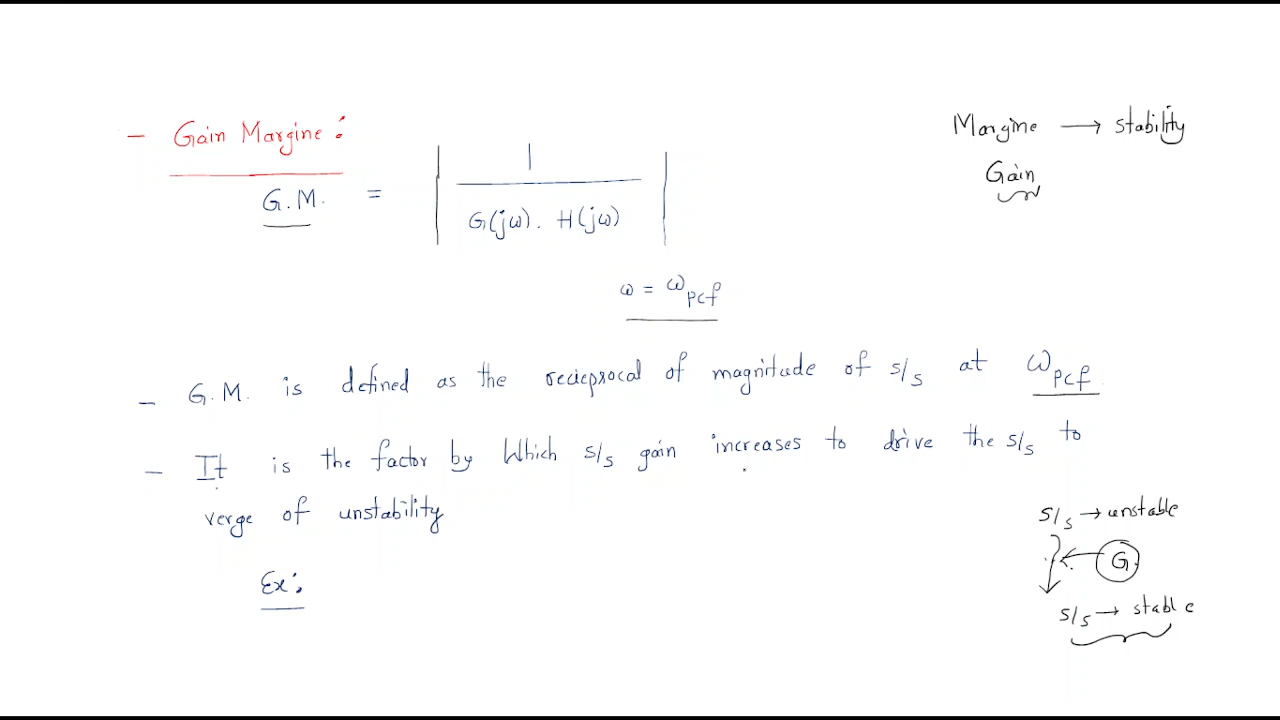 - Gain Margine:
G.M. = | 1 / G(jω). H(jω) |
ω = ωpcf
- G.M. is defined as the recieprocal of magnitude of s/s at ωpcf
- It is the factor by which s/s gain increases to drive the s/s to
verge of unstability
Ex:
Margine → stability
Gain
s/s → unstable
G
s/s → stable